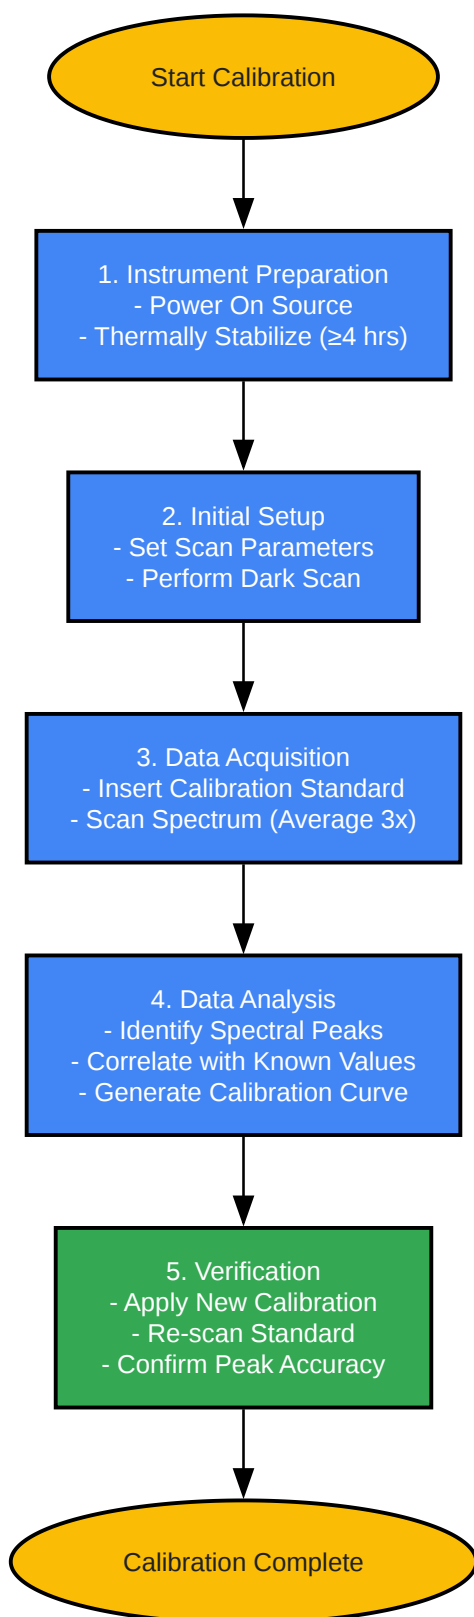 Start Calibration
1. Instrument Preparation
- Power On Source
- Thermally Stabilize (≥4 hrs)
2. Initial Setup
- Set Scan Parameters
- Perform Dark Scan
3. Data Acquisition
- Insert Calibration Standard
- Scan Spectrum (Average 3x)
4. Data Analysis
- Identify Spectral Peaks
- Correlate with Known Values
- Generate Calibration Curve
5. Verification
- Apply New Calibration
- Re-scan Standard
- Confirm Peak Accuracy
Calibration Complete